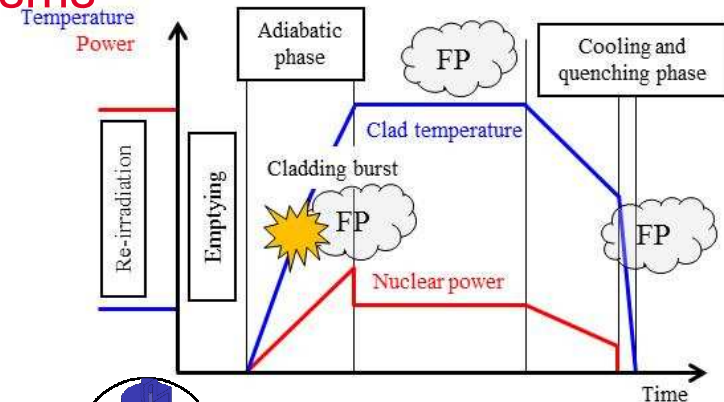 Temperature
Power
Adiabatic
phase
FP
Cooling and
quenching phase
Clad temperature
Re-irradiation
Emptying
Cladding burst
FP
FP
Nuclear power
Time